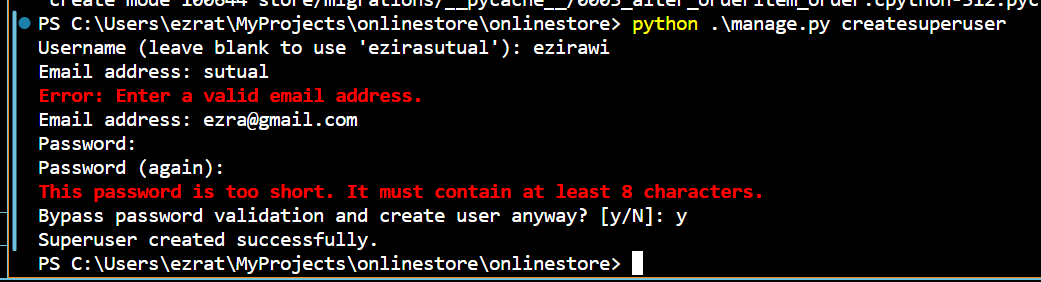 create mode 100644 store/migrations/__pycache__/0005_alter_orderitem_order.cpython-312.pyc
PS C:\Users\ezrat\MyProjects\onlinestore\onlinestore> python .\manage.py createsuperuser
Username (leave blank to use 'ezirasutual'): ezirawi
Email address: sutual
Error: Enter a valid email address.
Email address: ezra@gmail.com
Password:
Password (again):
This password is too short. It must contain at least 8 characters.
Bypass password validation and create user anyway? [y/N]: y
Superuser created successfully.
PS C:\Users\ezrat\MyProjects\onlinestore\onlinestore>